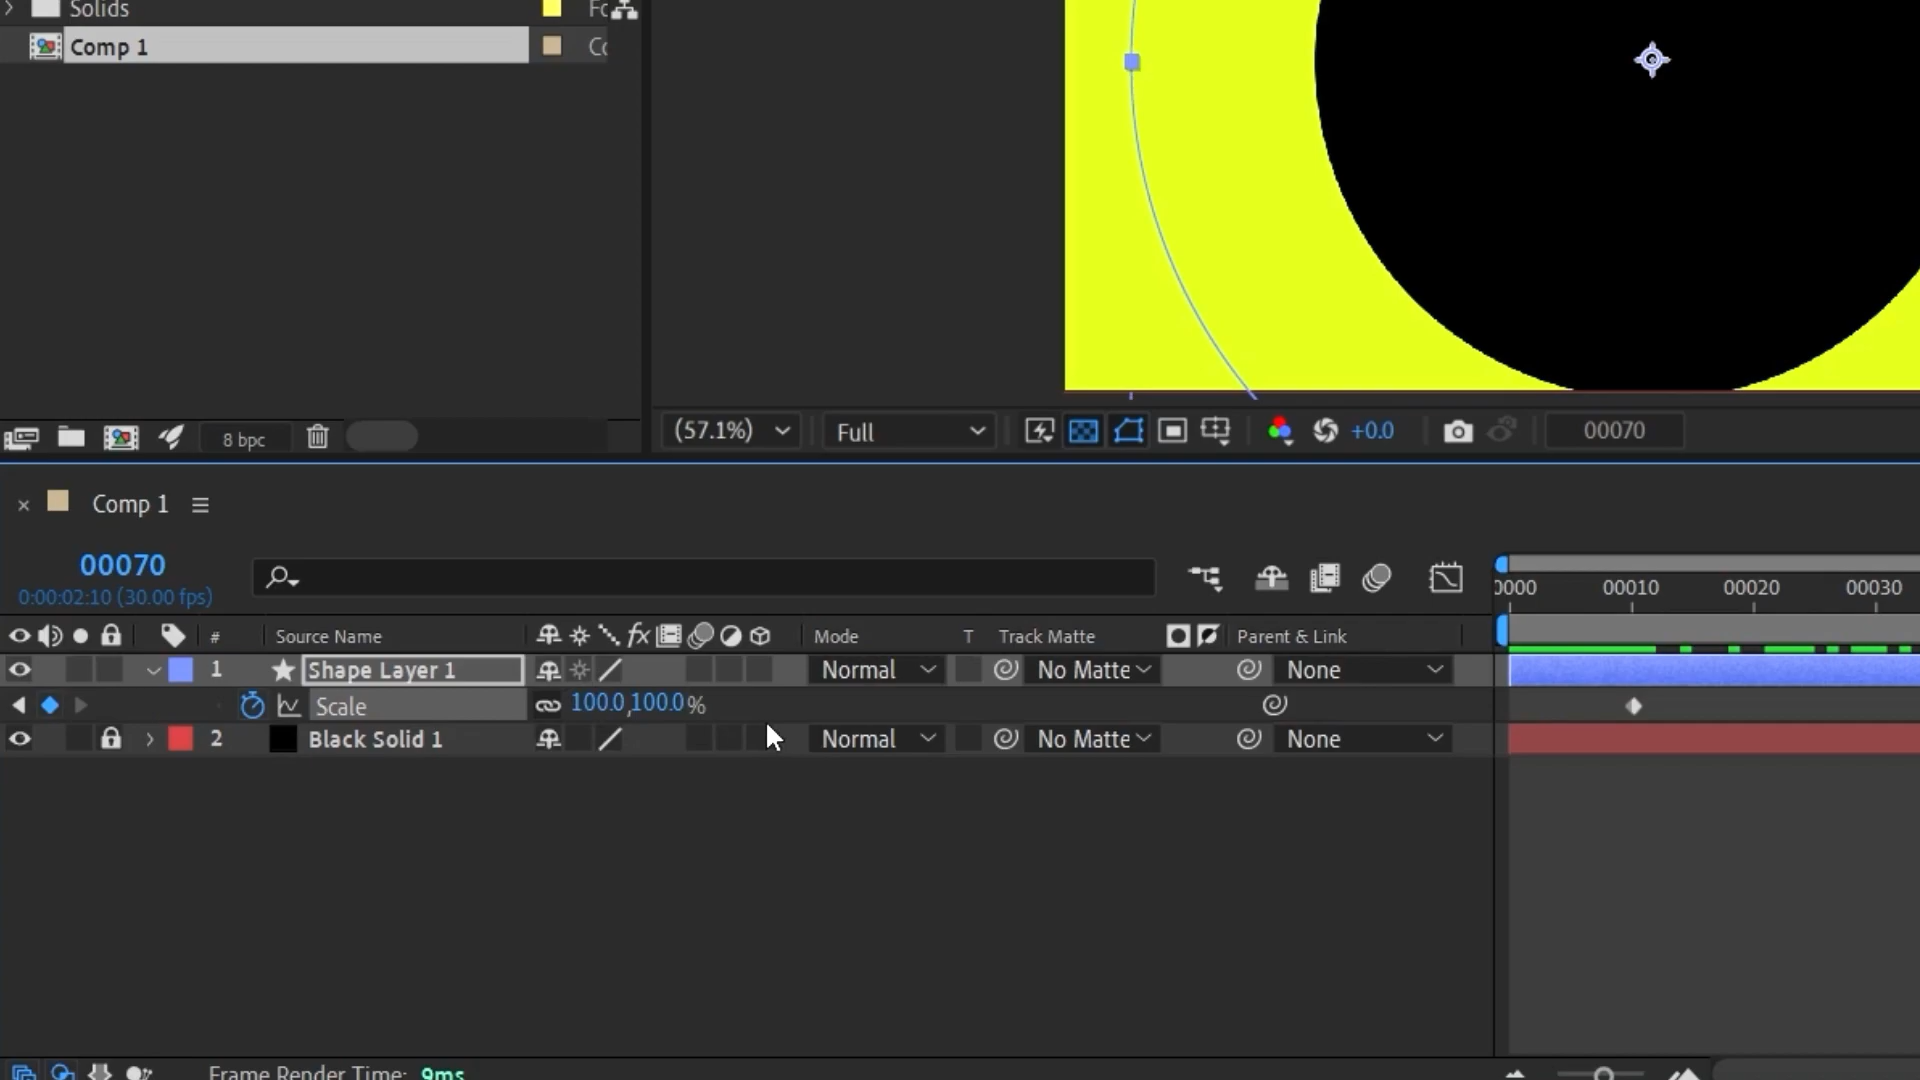 Solids
Comp 1
8 bpc
(57.1%)
Full
+0.0
00070
Comp 1
00070
0:00:02:10 (30.00 fps)
0000 00010 00020 00030
# Source Name fx Mode T Track Matte Parent & Link
1 Shape Layer 1 Normal No Matte None
Scale 100.0,100.0%
2 Black Solid 1 Normal No Matte None
Frame Render Time: 9ms